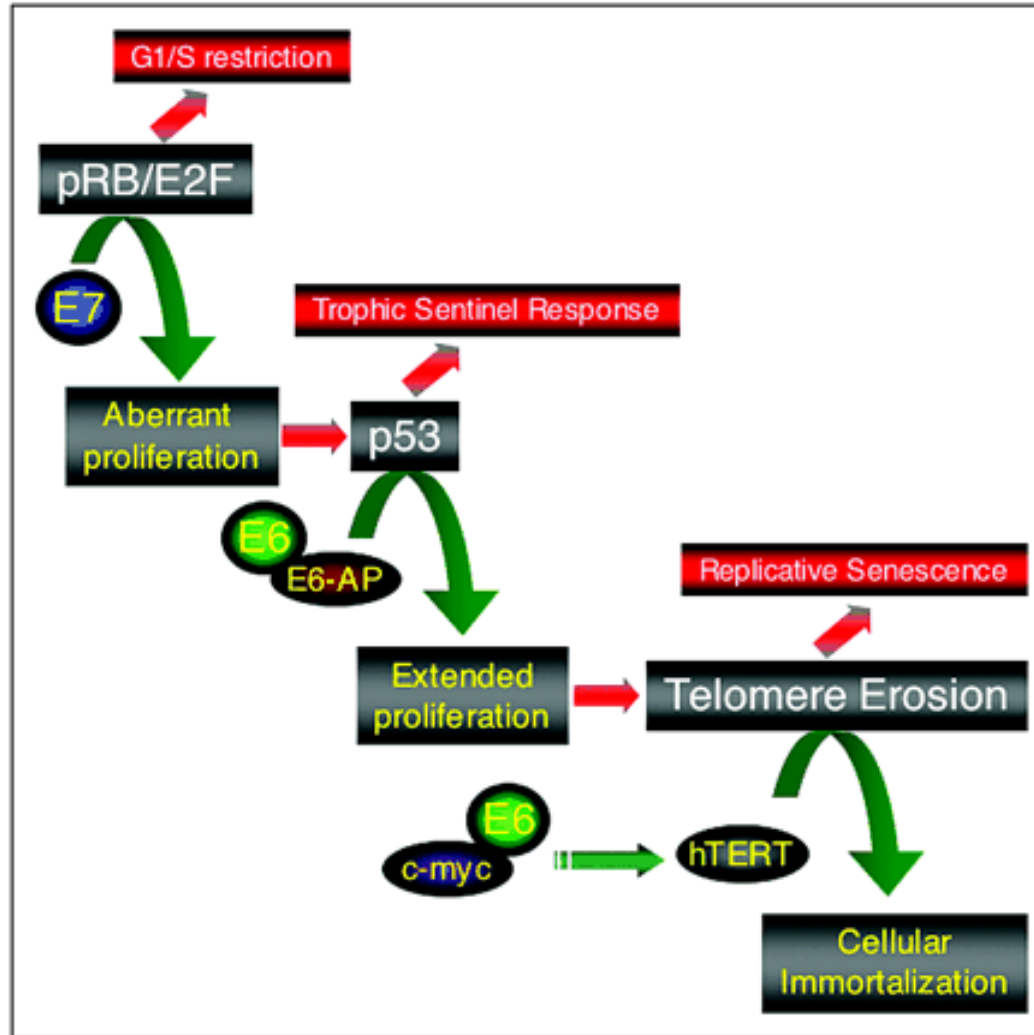 G1/S restriction
pRB/E2F
E7
Trophic Sentinel Response
Aberrant
proliferation
p53
E6
E6-AP
Replicative Senescence
Extended
proliferation
Telomere Erosion
E6
c-myc
hTERT
Cellular
Immortalization